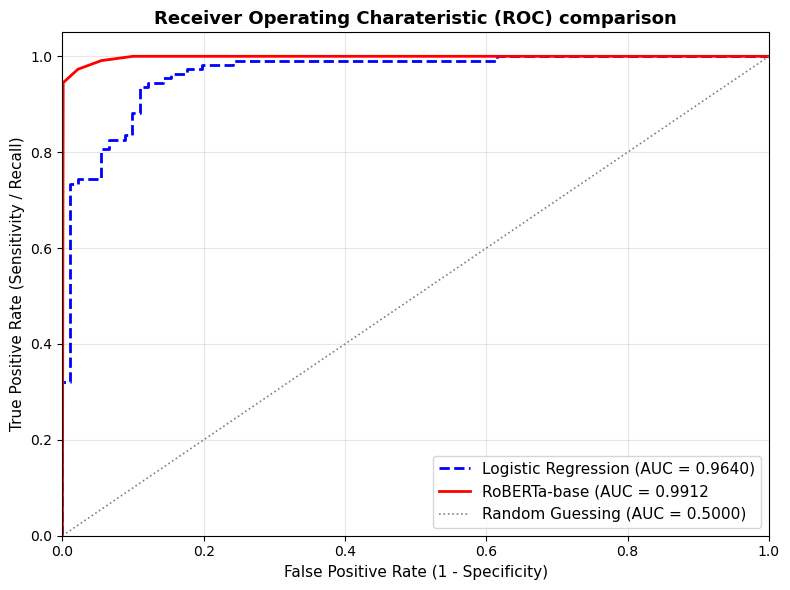 Receiver Operating Charateristic (ROC) comparison
True Positive Rate (Sensitivity / Recall)
1.0
0.8
0.6
0.4
0.2
0.0
Logistic Regression (AUC = 0.9640)
RoBERTa-base (AUC = 0.9912
Random Guessing (AUC = 0.5000)
0.0 0.2 0.4 0.6 0.8 1.0
False Positive Rate (1 - Specificity)